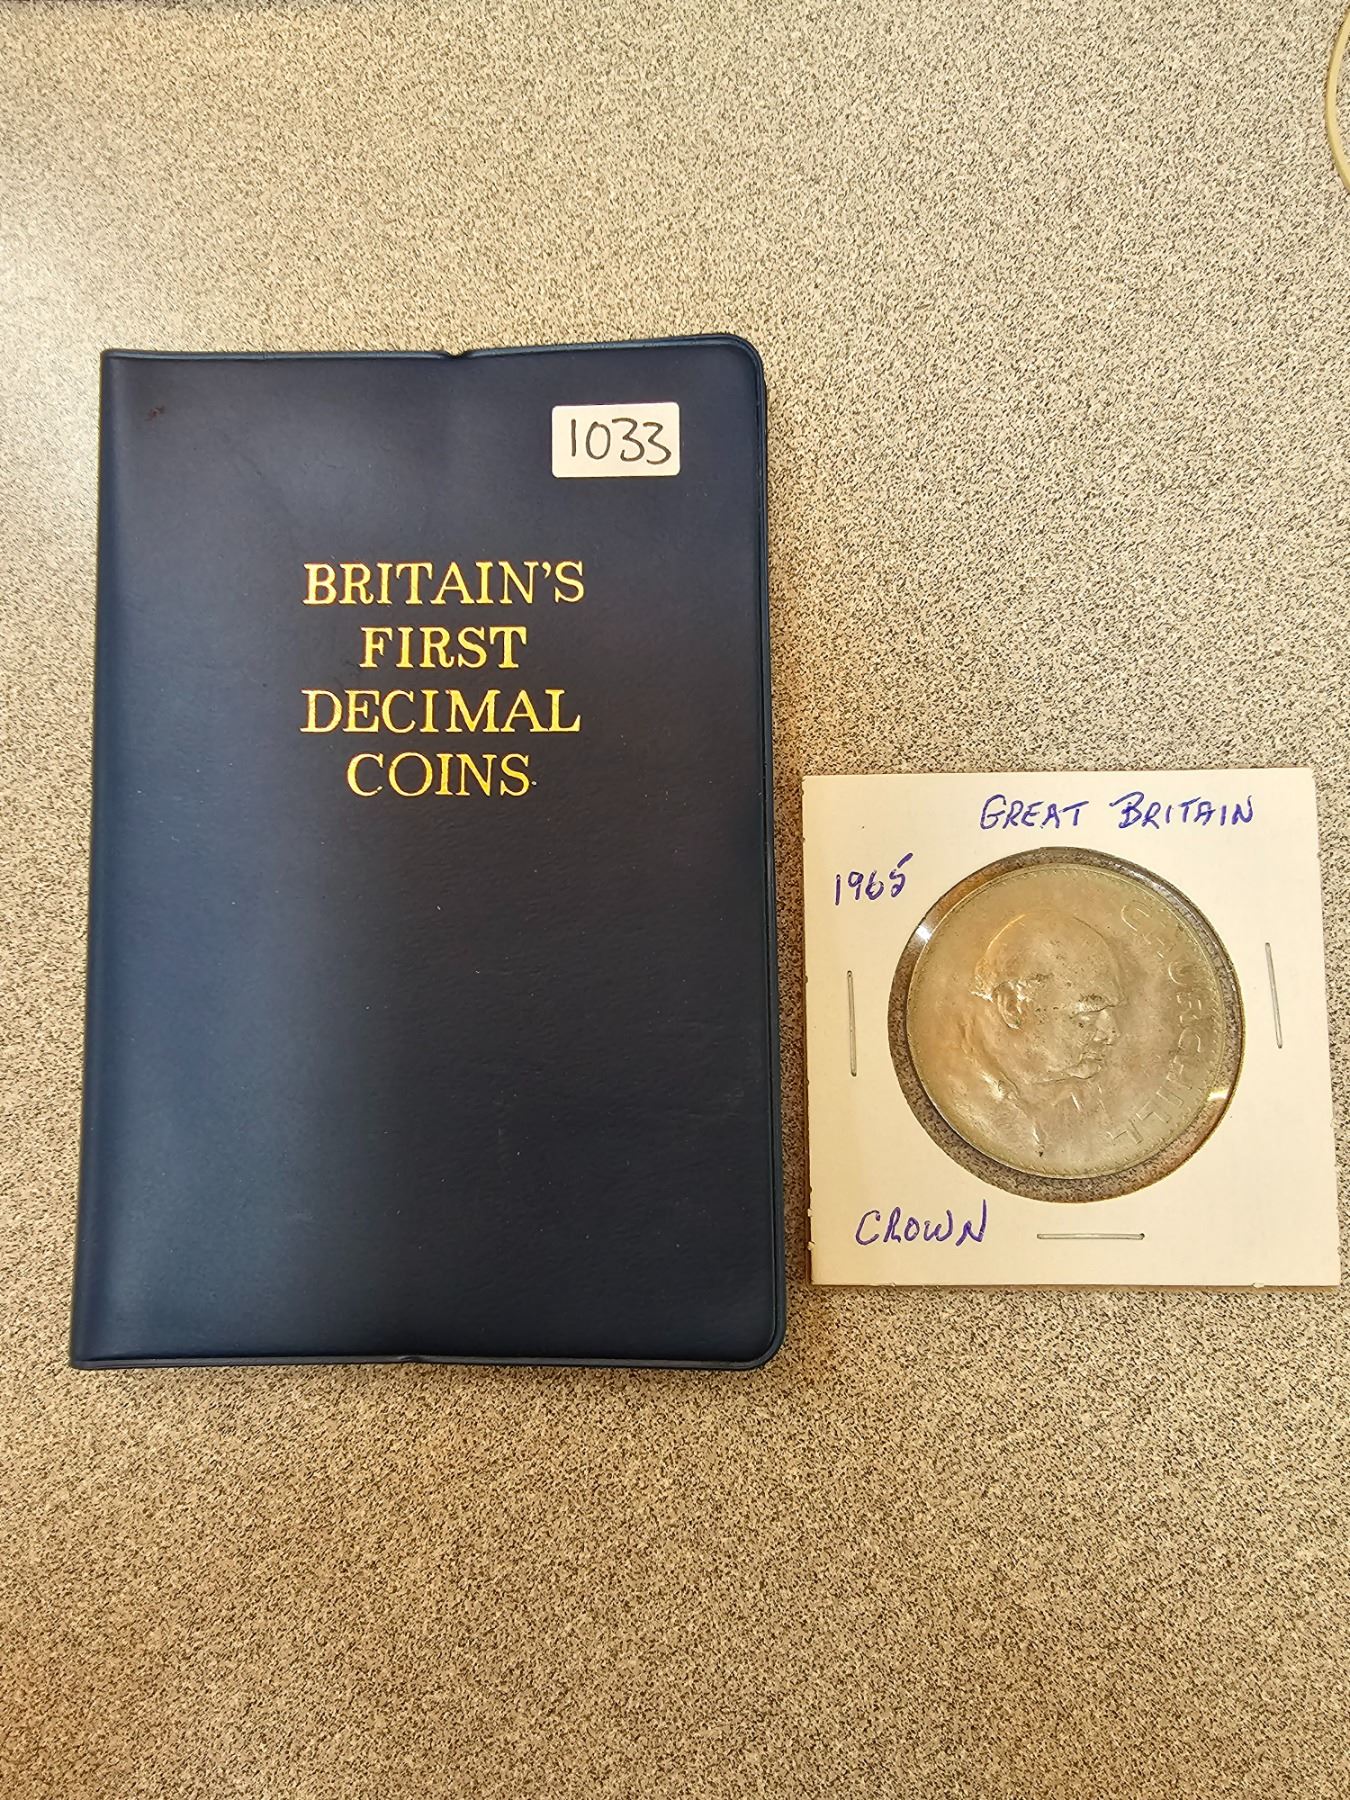 1033
BRITAIN'S
FIRST
DECIMAL
COINS
GREAT BRITAIN
1965
CHURCHILL
CROWN